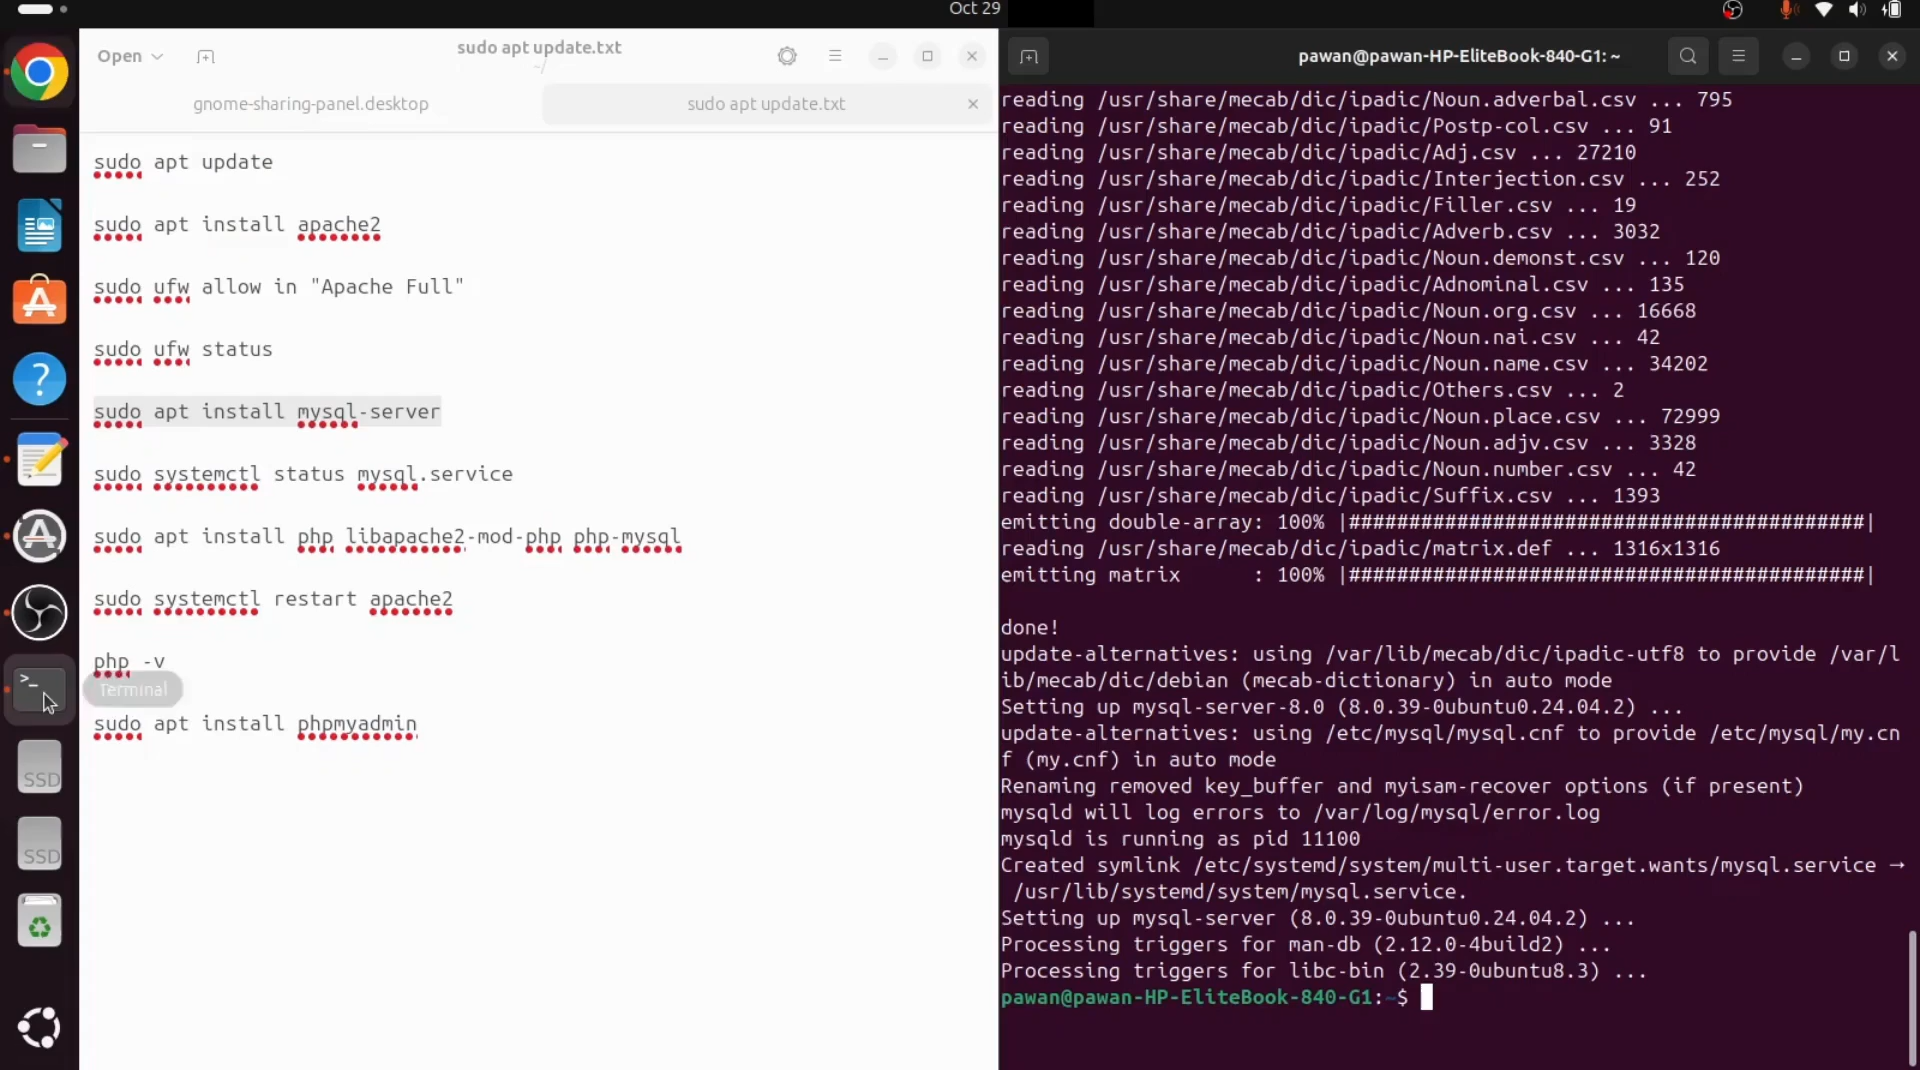 Oct 29
Open
sudo apt update.txt
~/
gnome-sharing-panel.desktop
sudo apt update.txt
sudo apt update
sudo apt install apache2
sudo ufw allow in "Apache Full"
sudo ufw status
sudo apt install mysql-server
sudo systemctl status mysql.service
sudo apt install php libapache2-mod-php php-mysql
sudo systemctl restart apache2
php -v
Terminal
sudo apt install phpmyadmin
SSD
SSD
pawan@pawan-HP-EliteBook-840-G1: ~
reading /usr/share/mecab/dic/ipadic/Noun.adverbal.csv ... 795
reading /usr/share/mecab/dic/ipadic/Postp-col.csv ... 91
reading /usr/share/mecab/dic/ipadic/Adj.csv ... 27210
reading /usr/share/mecab/dic/ipadic/Interjection.csv ... 252
reading /usr/share/mecab/dic/ipadic/Filler.csv ... 19
reading /usr/share/mecab/dic/ipadic/Adverb.csv ... 3032
reading /usr/share/mecab/dic/ipadic/Noun.demonst.csv ... 120
reading /usr/share/mecab/dic/ipadic/Adnominal.csv ... 135
reading /usr/share/mecab/dic/ipadic/Noun.org.csv ... 16668
reading /usr/share/mecab/dic/ipadic/Noun.nai.csv ... 42
reading /usr/share/mecab/dic/ipadic/Noun.name.csv ... 34202
reading /usr/share/mecab/dic/ipadic/Others.csv ... 2
reading /usr/share/mecab/dic/ipadic/Noun.place.csv ... 72999
reading /usr/share/mecab/dic/ipadic/Noun.adjv.csv ... 3328
reading /usr/share/mecab/dic/ipadic/Noun.number.csv ... 42
reading /usr/share/mecab/dic/ipadic/Suffix.csv ... 1393
emitting double-array: 100% |###########################################|
reading /usr/share/mecab/dic/ipadic/matrix.def ... 1316x1316
emitting matrix      : 100% |###########################################|
done!
update-alternatives: using /var/lib/mecab/dic/ipadic-utf8 to provide /var/l
ib/mecab/dic/debian (mecab-dictionary) in auto mode
Setting up mysql-server-8.0 (8.0.39-0ubuntu0.24.04.2) ...
update-alternatives: using /etc/mysql/mysql.cnf to provide /etc/mysql/my.cn
f (my.cnf) in auto mode
Renaming removed key_buffer and myisam-recover options (if present)
mysqld will log errors to /var/log/mysql/error.log
mysqld is running as pid 11100
Created symlink /etc/systemd/system/multi-user.target.wants/mysql.service →
/usr/lib/systemd/system/mysql.service.
Setting up mysql-server (8.0.39-0ubuntu0.24.04.2) ...
Processing triggers for man-db (2.12.0-4build2) ...
Processing triggers for libc-bin (2.39-0ubuntu8.3) ...
pawan@pawan-HP-EliteBook-840-G1:~$